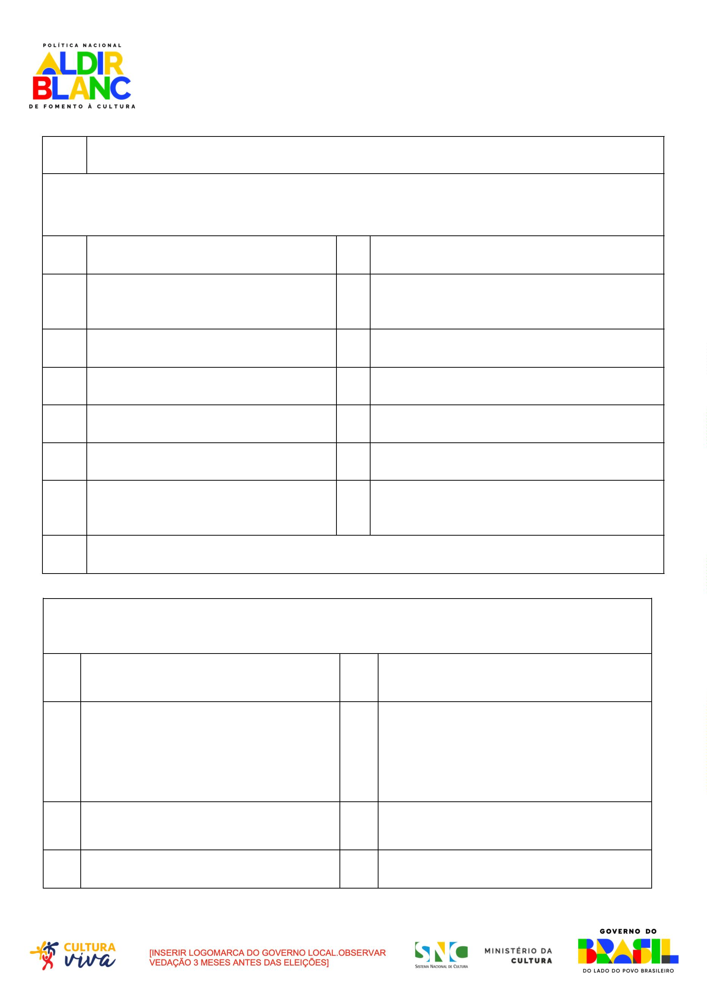 POLÍTICA NACIONAL
ALDIR
BLANC
DE FOMENTO À CULTURA
CULTURA
viva
[INSERIR LOGOMARCA DO GOVERNO LOCAL.OBSERVAR
VEDAÇÃO 3 MESES ANTES DAS ELEIÇÕES]
SNC
SISTEMA NACIONAL DE CULTURA
MINISTÉRIO DA
CULTURA
GOVERNO DO
BRASIL
DO LADO DO POVO BRASILEIRO